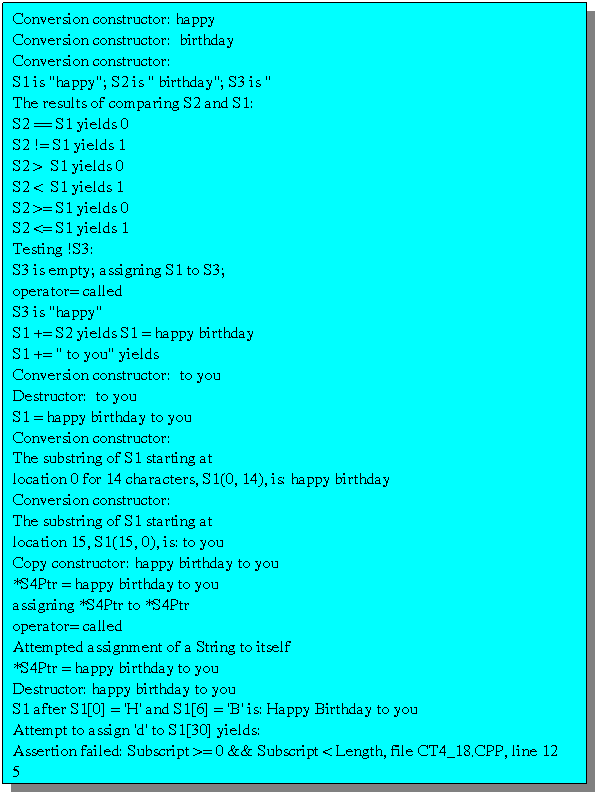 Conversion constructor: happy
Conversion constructor:  birthday
Conversion constructor:
S1 is "happy"; S2 is " birthday"; S3 is "
The results of comparing S2 and S1:
S2 == S1 yields 0
S2 != S1 yields 1
S2 >  S1 yields 0
S2 <  S1 yields 1
S2 >= S1 yields 0
S2 <= S1 yields 1
Testing !S3:
S3 is empty; assigning S1 to S3;
operator= called
S3 is "happy"
S1 += S2 yields S1 = happy birthday
S1 += " to you" yields
Conversion constructor:  to you
Destructor:  to you
S1 = happy birthday to you
Conversion constructor:
The substring of S1 starting at
location 0 for 14 characters, S1(0, 14), is: happy birthday
Conversion constructor:
The substring of S1 starting at
location 15, S1(15, 0), is: to you
Copy constructor: happy birthday to you
*S4Ptr = happy birthday to you
assigning *S4Ptr to *S4Ptr
operator= called
Attempted assignment of a String to itself
*S4Ptr = happy birthday to you
Destructor: happy birthday to you
S1 after S1[0] = 'H' and S1[6] = 'B' is: Happy Birthday to you
Attempt to assign 'd' to S1[30] yields:
Assertion failed: Subscript >= 0 && Subscript < Length, file CT4_18.CPP, line 12
5